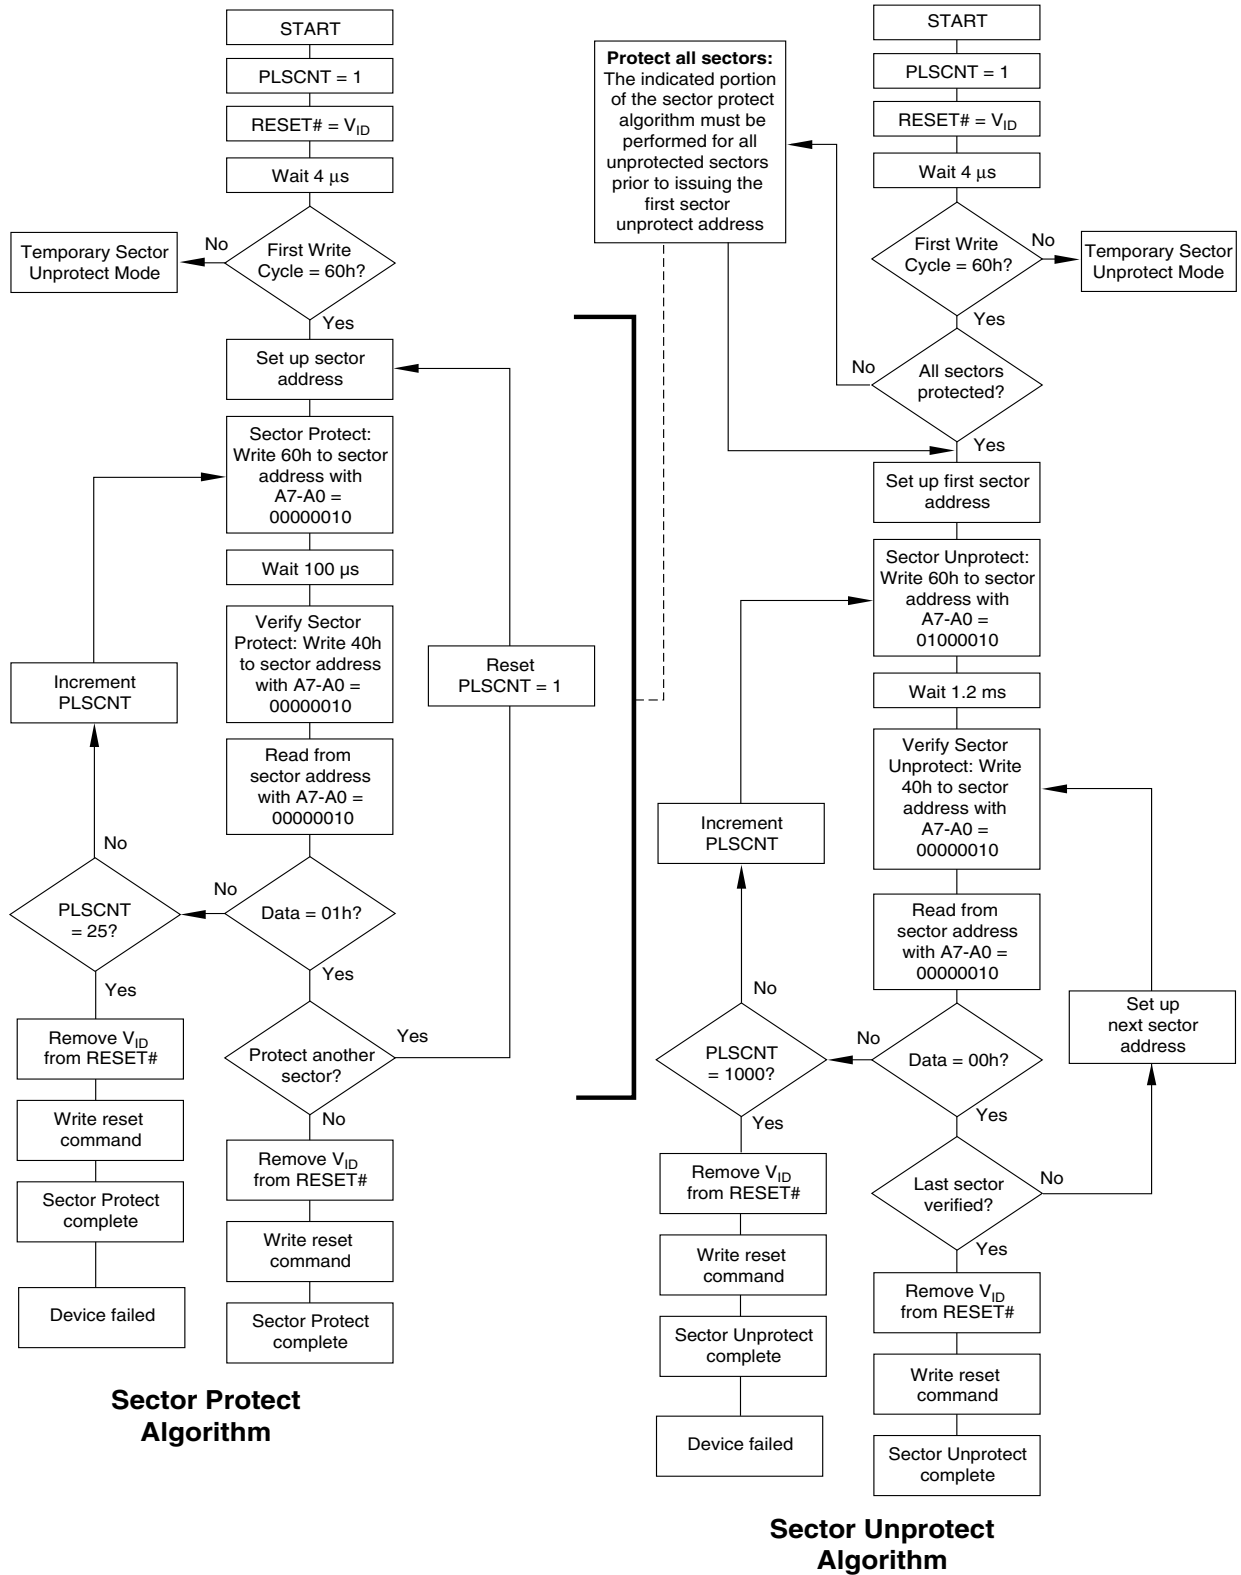 START
PLSCNT = 1
RESET# = VID
Wait 4 μs
First Write
Cycle = 60h?
No
Temporary Sector
Unprotect Mode
Yes
Set up sector
address
Sector Protect:
Write 60h to sector
address with
A7-A0 =
00000010
Wait 100 µs
Verify Sector
Protect: Write 40h
to sector address
with A7-A0 =
00000010
Read from
sector address
with A7-A0 =
00000010
Data = 01h?
No
PLSCNT
= 25?
No
Increment
PLSCNT
Yes
Remove VID
from RESET#
Write reset
command
Sector Protect
complete
Device failed
Yes
Protect another
sector?
Yes
Reset
PLSCNT = 1
No
Remove VID
from RESET#
Write reset
command
Sector Protect
complete
Sector Protect
Algorithm
Protect all sectors:
The indicated portion
of the sector protect
algorithm must be
performed for all
unprotected sectors
prior to issuing the
first sector
unprotect address
START
PLSCNT = 1
RESET# = VID
Wait 4 μs
First Write
Cycle = 60h?
No
Temporary Sector
Unprotect Mode
Yes
All sectors
protected?
No
Yes
Set up first sector
address
Sector Unprotect:
Write 60h to sector
address with
A7-A0 =
01000010
Wait 1.2 ms
Verify Sector
Unprotect: Write
40h to sector
address with
A7-A0 =
00000010
Read from
sector address
with A7-A0 =
00000010
Data = 00h?
No
PLSCNT
= 1000?
No
Increment
PLSCNT
Yes
Remove VID
from RESET#
Write reset
command
Sector Unprotect
complete
Device failed
Yes
Last sector
verified?
No
Set up
next sector
address
Yes
Remove VID
from RESET#
Write reset
command
Sector Unprotect
complete
Sector Unprotect
Algorithm